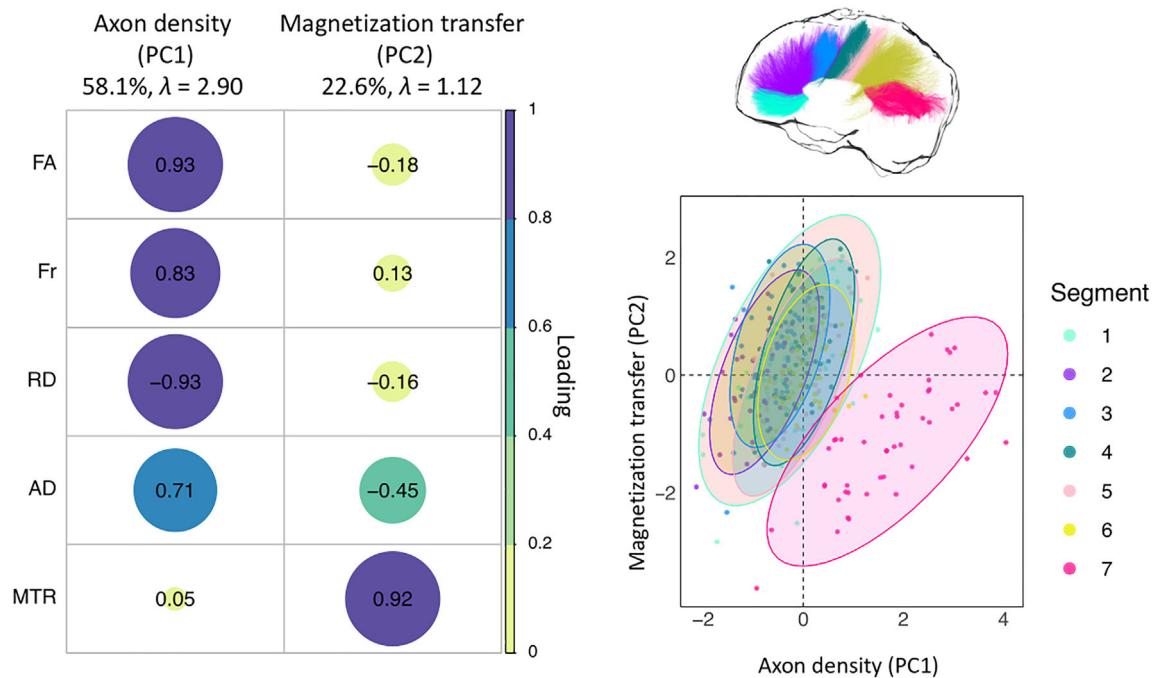 Axon density Magnetization transfer
(PC1) (PC2)
58.1%, λ = 2.90 22.6%, λ = 1.12
FA 0.93 −0.18
Fr 0.83 0.13
RD −0.93 −0.16
AD 0.71 −0.45
MTR 0.05 0.92
1
0.8
0.6
0.4
0.2
0
Loading
Magnetization transfer (PC2)
2
0
−2
−2 0 2 4
Axon density (PC1)
Segment
1
2
3
4
5
6
7